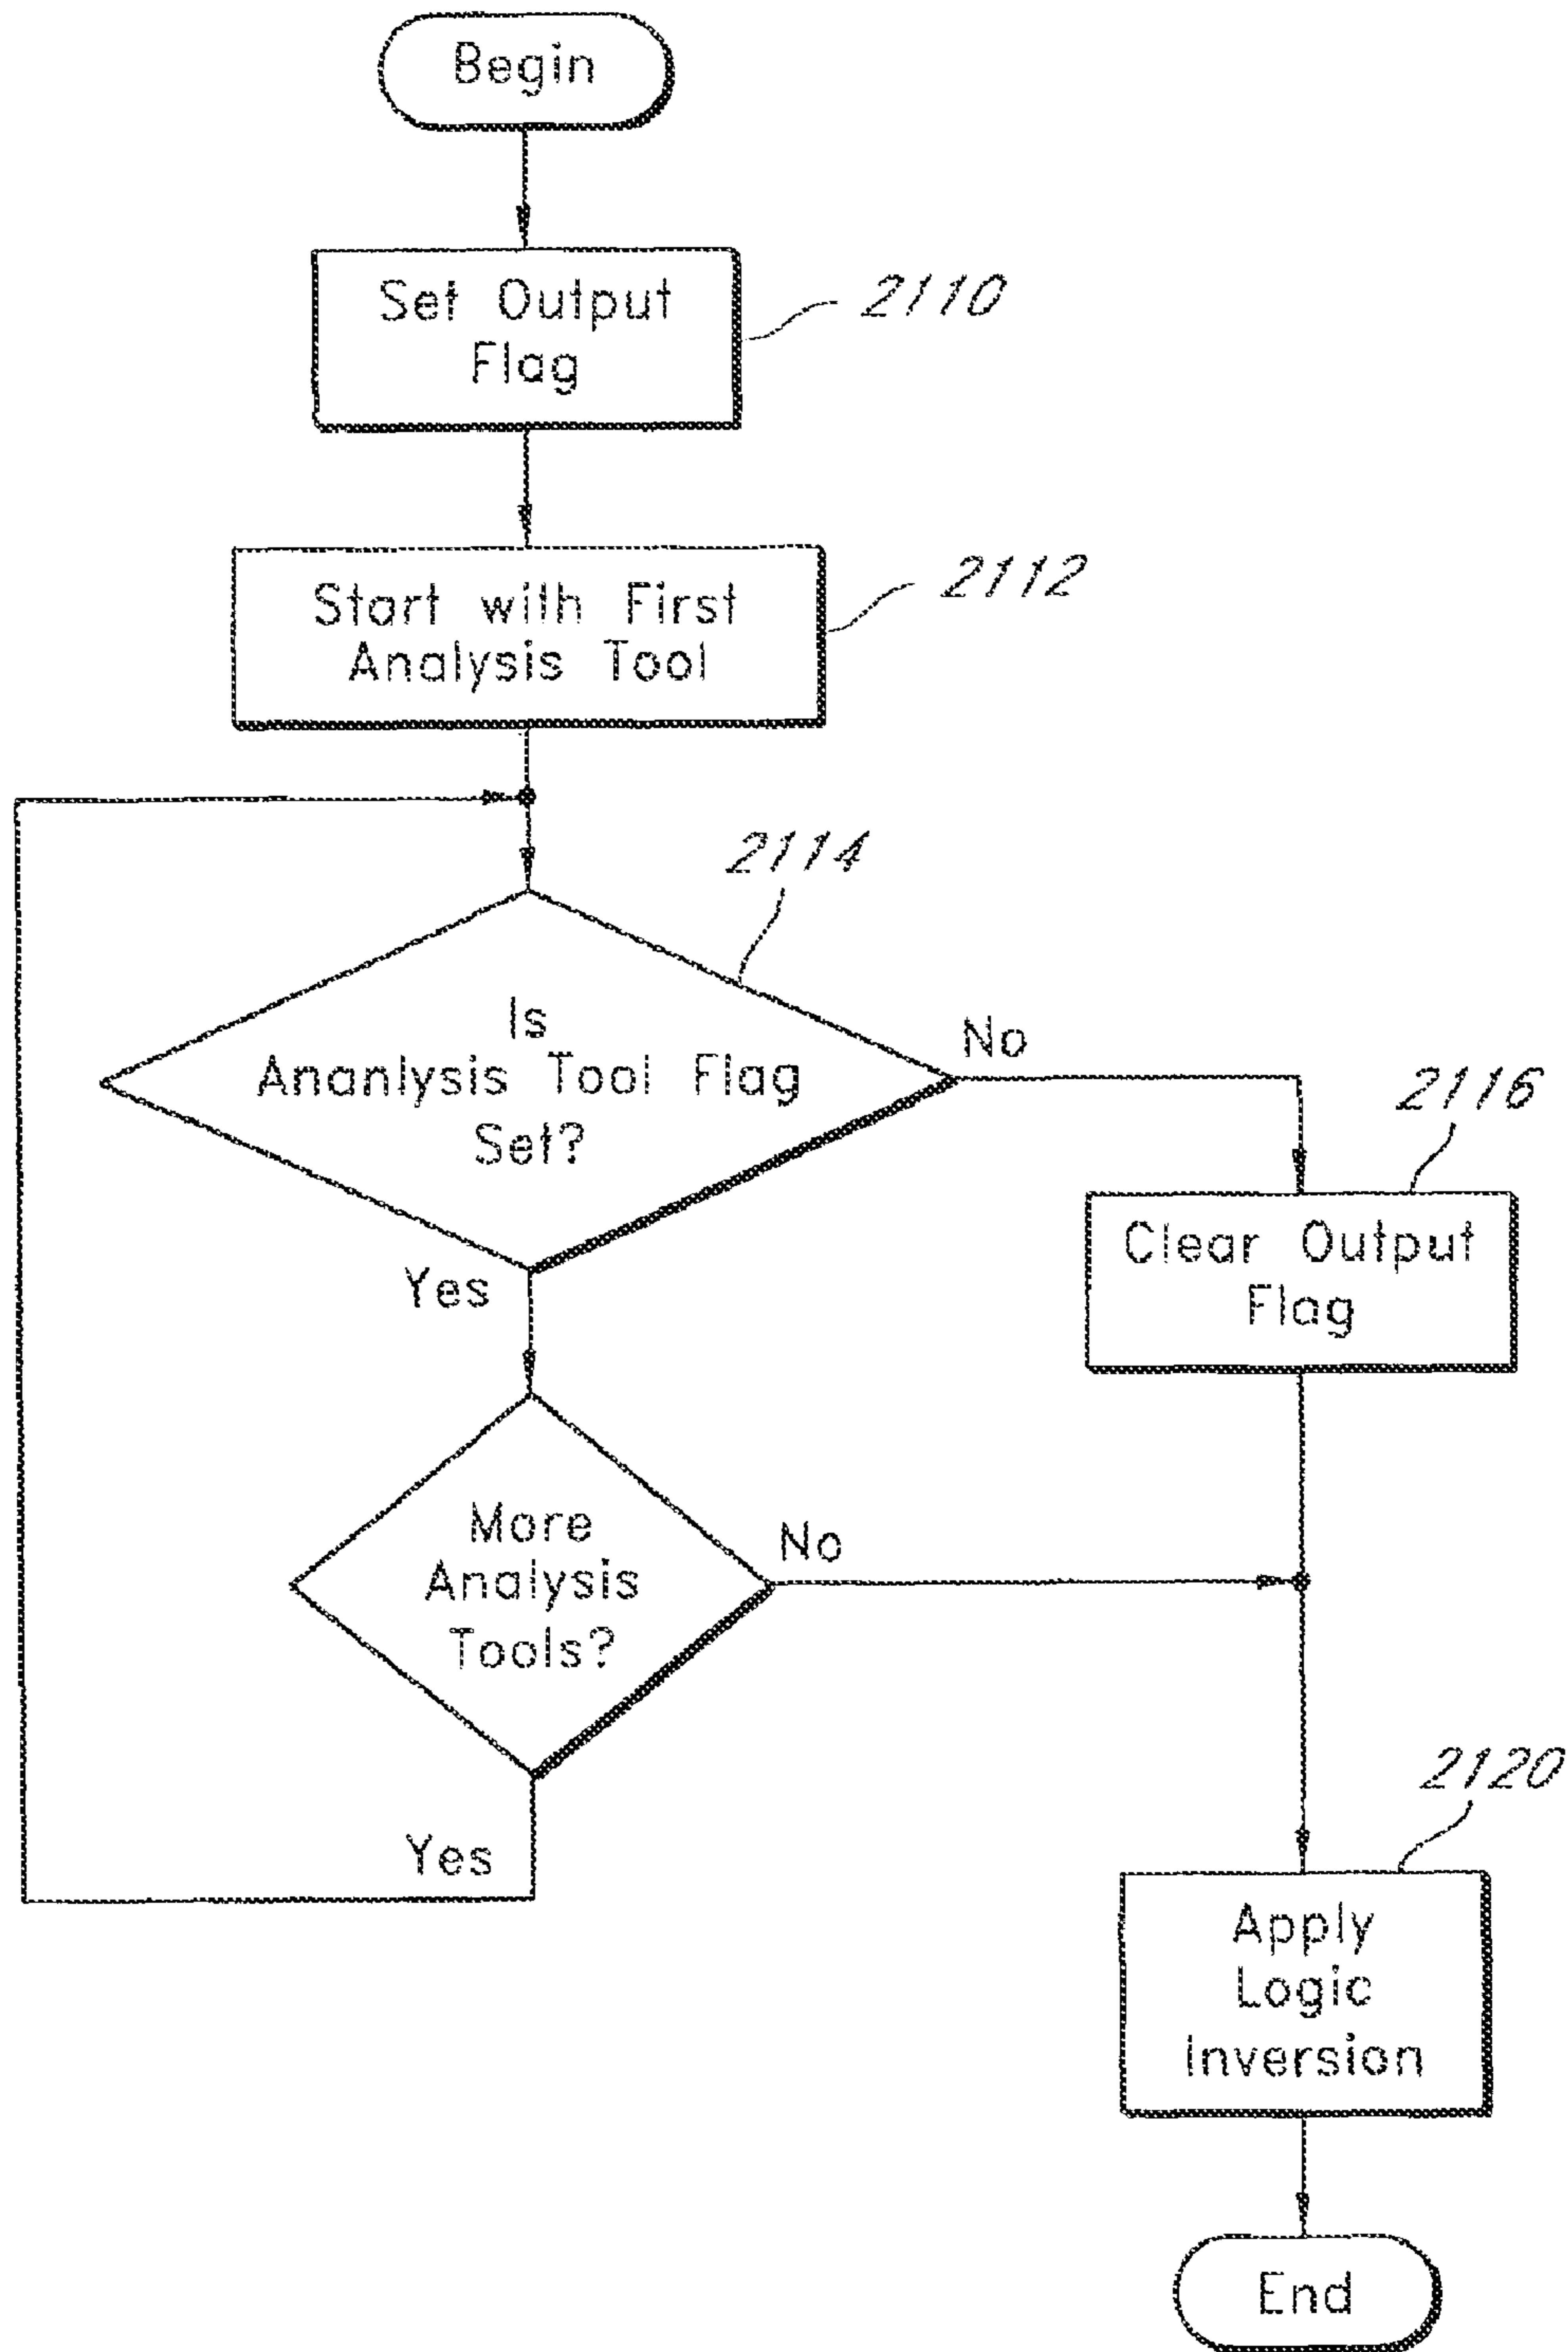 Begin
Set Output
Flag
2110
Start with First
Analysis Tool
2112
2114
Is
Ananlysis Tool Flag
Set?
No
Yes
2116
Clear Output
Flag
More
Analysis
Tools?
No
Yes
2120
Apply
Logic
Inversion
End